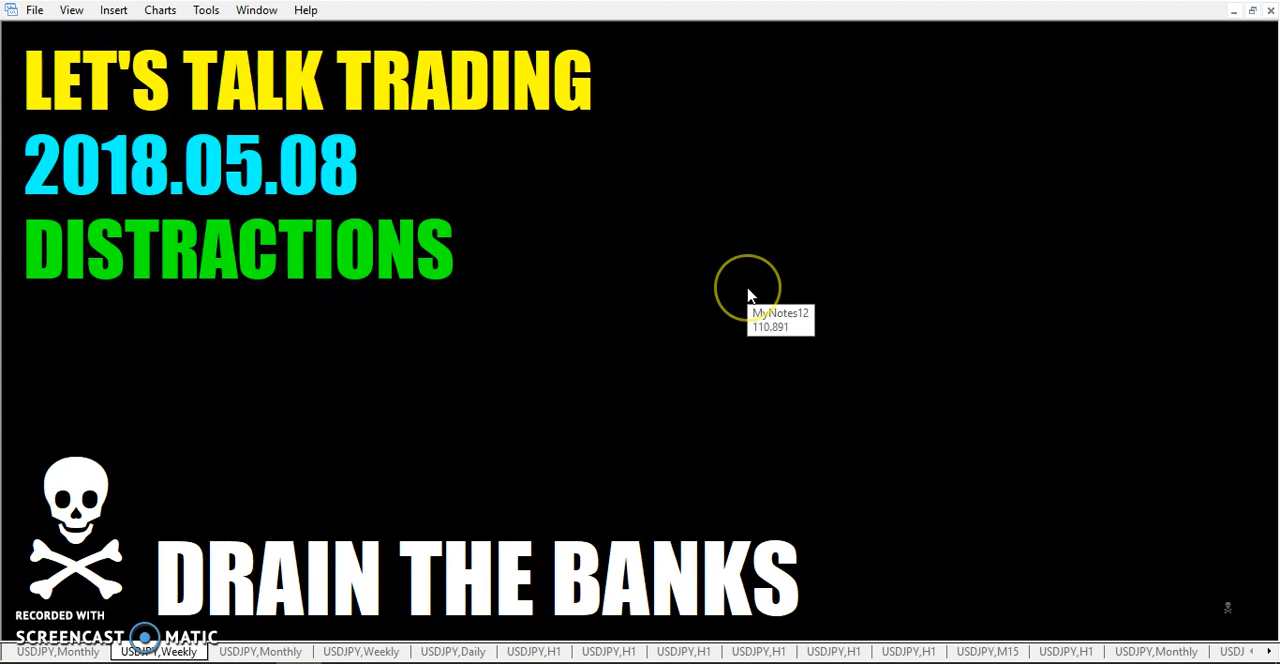 File View Insert Charts Tools Window Help
LET'S TALK TRADING
2018.05.08
DISTRACTIONS
MyNotes12
110.891
DRAIN THE BANKS
RECORDED WITH
SCREENCAST MATIC
USDJPY,Monthly USDJPY,Weekly USDJPY,Monthly USDJPY,Weekly USDJPY,Daily USDJPY,H1 USDJPY,H1 USDJPY,H1 USDJPY,H1 USDJPY,H1 USDJPY,H1 USDJPY,M15 USDJPY,H1 USDJPY,Monthly USDJ